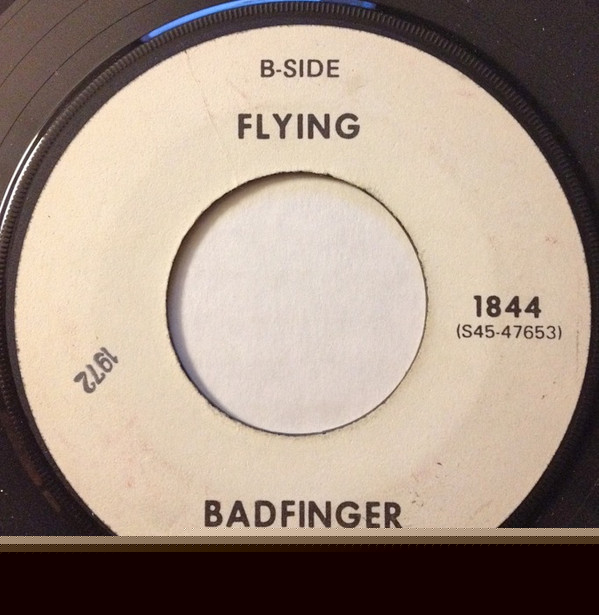 B-SIDE
FLYING
1844
(S45-47653)
1972
BADFINGER